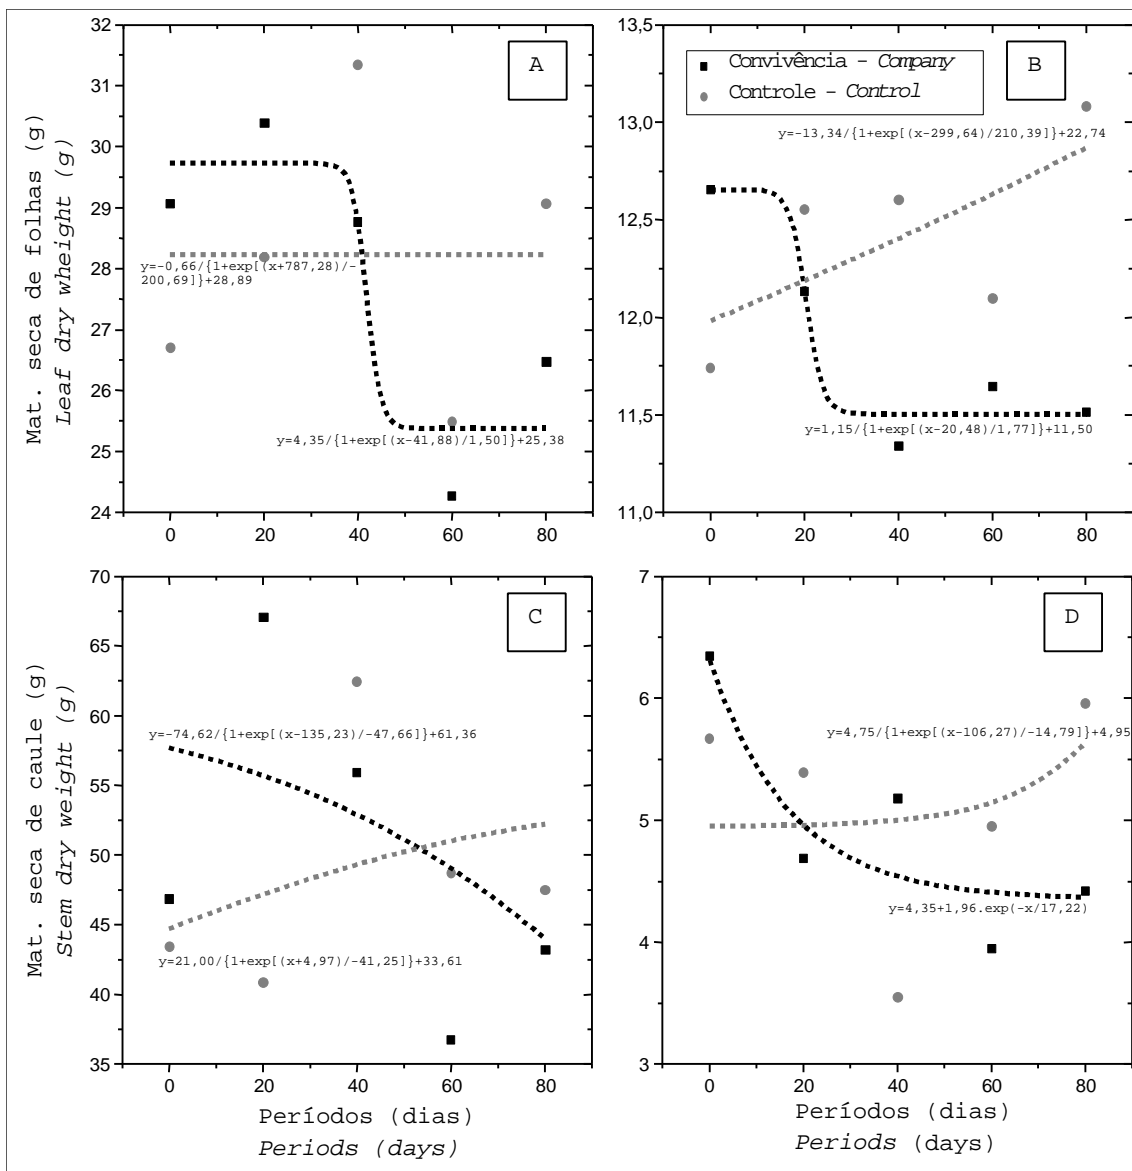 Mat. seca de folhas (g)
Leaf dry wheight (g)
32
31
30
29
28
27
26
25
24
0
20
40
60
80
A
y=-0,66/{1+exp[(x+787,28)/-
200,69]}+28,89
y=4,35/{1+exp[(x-41,88)/1,50]}+25,38
13,5
13,0
12,5
12,0
11,5
11,0
0
20
40
60
80
Convivência - Company
Controle - Control
B
y=-13,34/{1+exp[(x-299,64)/210,39]}+22,74
y=1,15/{1+exp[(x-20,48)/1,77]}+11,50
Mat. seca de caule (g)
Stem dry weight (g)
70
65
60
55
50
45
40
35
0
20
40
60
80
C
y=-74,62/{1+exp[(x-135,23)/-47,66]}+61,36
y=21,00/{1+exp[(x+4,97)/-41,25]}+33,61
Períodos (dias)
Periods (days)
7
6
5
4
3
0
20
40
60
80
D
y=4,75/{1+exp[(x-106,27)/-14,79]}+4,95
y=4,35+1,96.exp(-x/17,22)
Períodos (dias)
Periods (days)